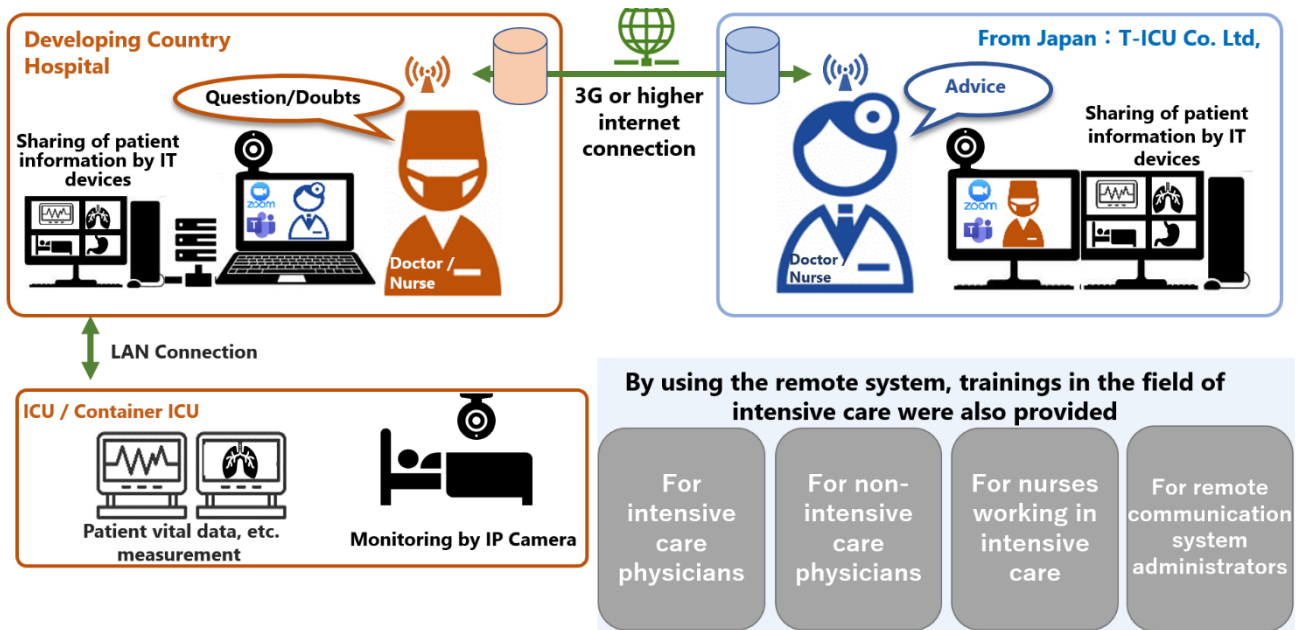 Developing Country
Hospital
Question/Doubts
Sharing of patient
information by IT
devices
zoom
T
Doctor /
Nurse
3G or higher
internet
connection
From Japan：T-ICU Co. Ltd,
Advice
Sharing of patient
information by IT
devices
zoom
T
Doctor /
Nurse
LAN Connection
ICU / Container ICU
Patient vital data, etc.
measurement
Monitoring by IP Camera
By using the remote system, trainings in the field of
intensive care were also provided
For
intensive
care
physicians
For non-
intensive
care
physicians
For nurses
working in
intensive
care
For remote
communication
system
administrators